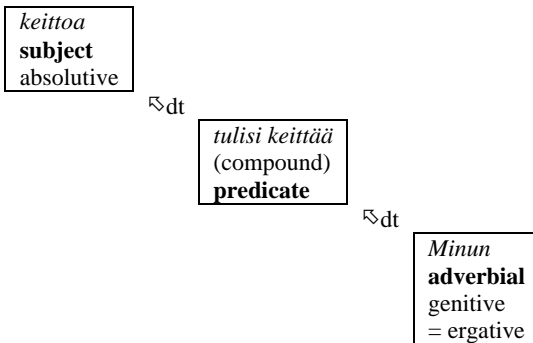 keittoa
subject
absolutive
dt
tulisi keittää
(compound)
predicate
dt
Minun
adverbial
genitive
= ergative